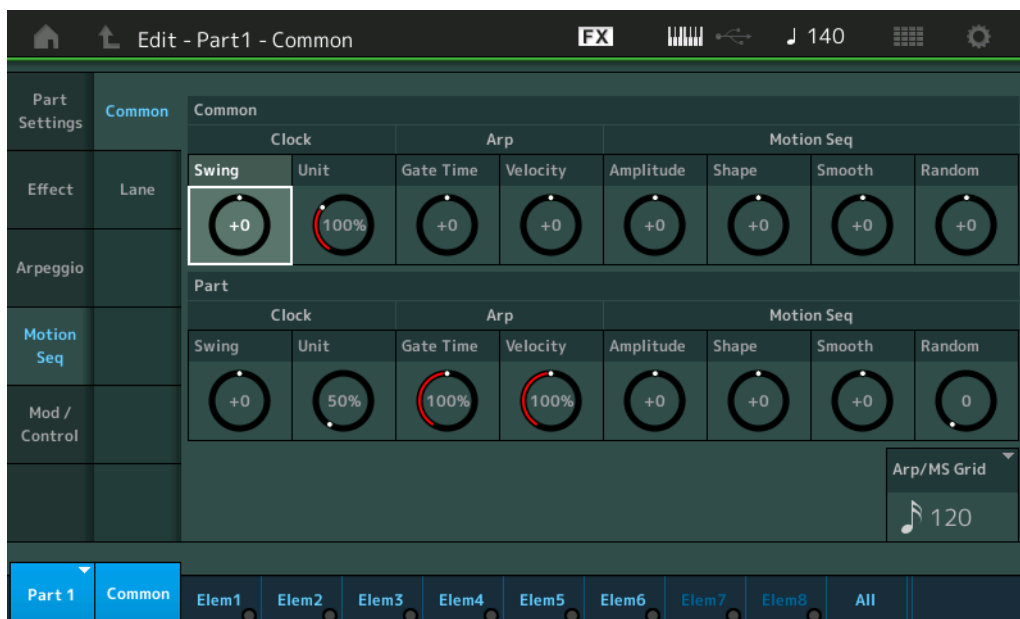 Edit - Part1 - Common
FX
140
Part
Settings
Common
Effect
Lane
Arpeggio
Motion
Seq
Mod /
Control
Common
Clock Arp Motion Seq
Swing Unit Gate Time Velocity Amplitude Shape Smooth Random
+0 100% +0 +0 +0 +0 +0 +0
Part
Clock Arp Motion Seq
Swing Unit Gate Time Velocity Amplitude Shape Smooth Random
+0 50% 100% 100% +0 +0 +0 0
Arp/MS Grid
120
Part 1 Common Elem1 Elem2 Elem3 Elem4 Elem5 Elem6 Elem7 Elem8 All